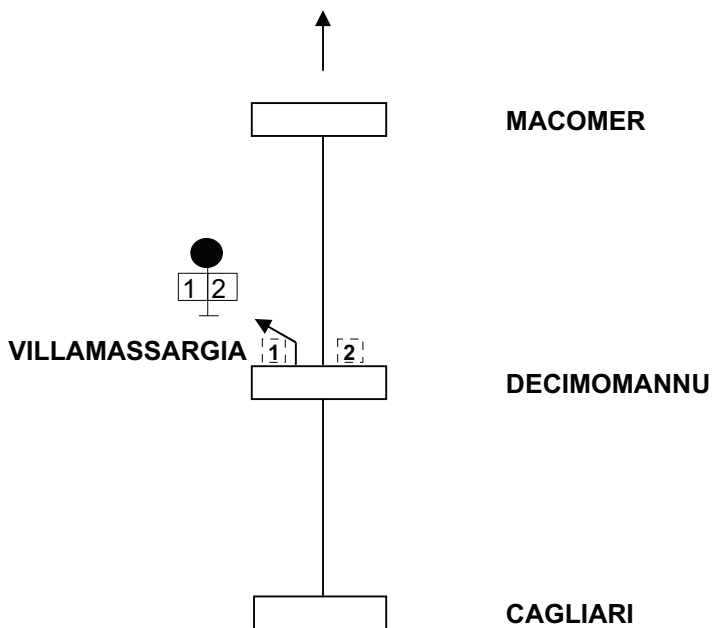 MACOMER
1 2
VILLAMASSARGIA 1 2
DECIMOMANNU
CAGLIARI